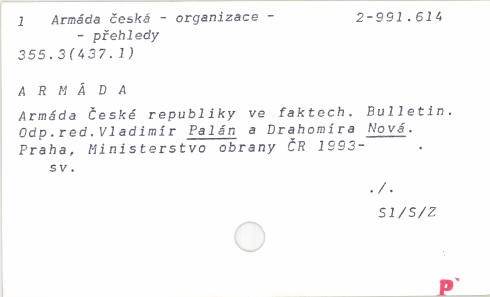 1 Armáda česká - organizace - 2-991.614
- přehledy
355.3(437.1)
A R M Á D A
Armáda České republiky ve faktech. Bulletin.
Odp.red.Vladimír Palán a Drahomíra Nová.
Praha, Ministerstvo obrany ČR 1993- .
sv.
./.
S1/S/Z
P